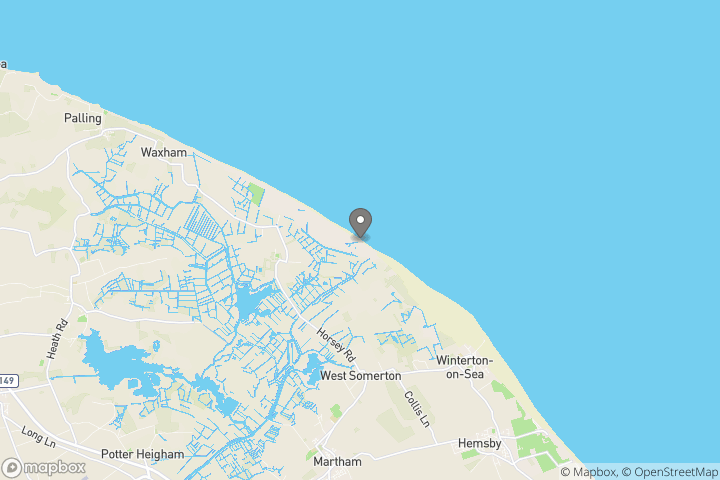 a
Palling
Waxham
Heath Rd
Horsey Rd
Winterton-
on-Sea
West Somerton
149
Collis Ln
Long Ln
Hemsby
Potter Heigham
Martham
mapbox
© Mapbox, © OpenStreetMap